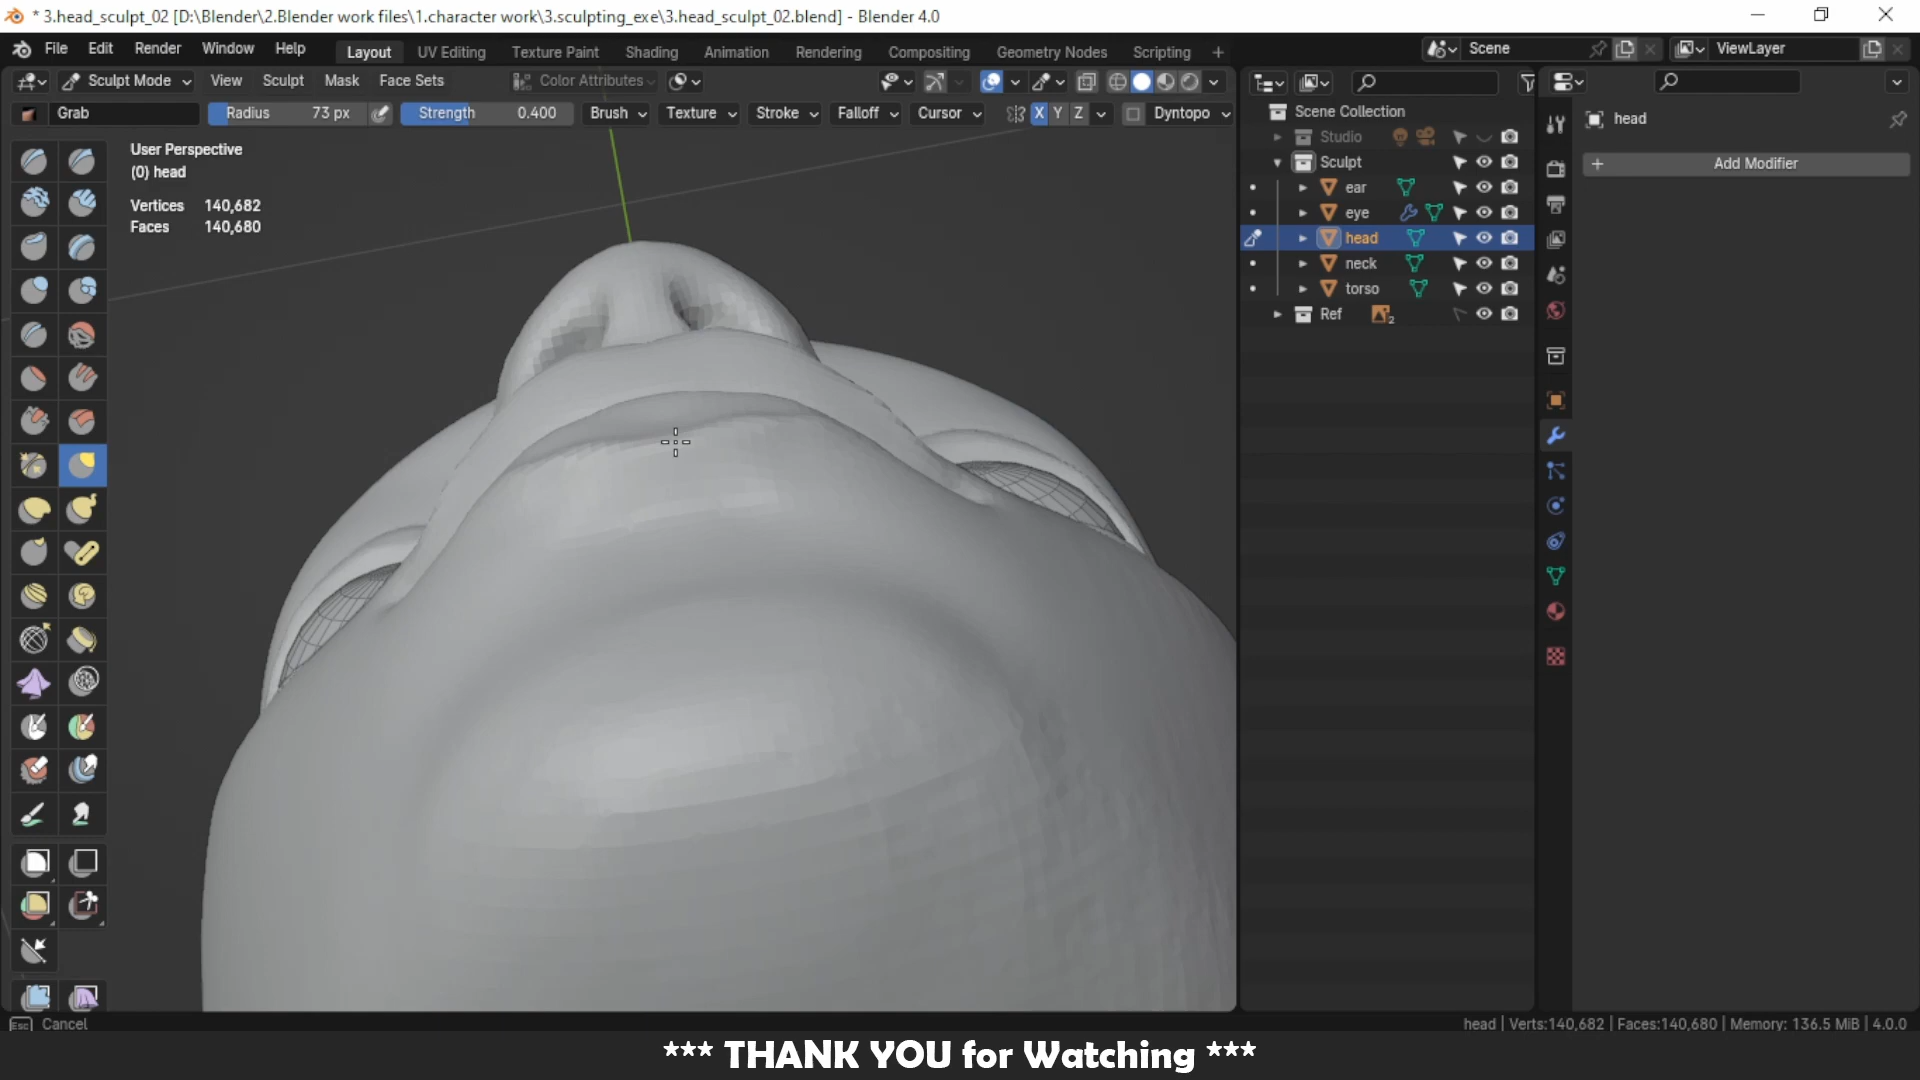 * 3.head_sculpt_02 [D:\Blender\2.Blender work files\1.character work\3.sculpting_exe\3.head_sculpt_02.blend] - Blender 4.0
File Edit Render Window Help Layout UV Editing Texture Paint Shading Animation Rendering Compositing Geometry Nodes Scripting + Scene ViewLayer
Sculpt Mode View Sculpt Mask Face Sets Color Attributes
Grab Radius 73 px Strength 0.400 Brush Texture Stroke Falloff Cursor X Y Z Dyntopo
User Perspective
(0) head
Vertices 140,682
Faces 140,680
Scene Collection
Studio
Sculpt
ear
eye
head
neck
torso
Ref 2
head
+ Add Modifier
Esc Cancel
head | Verts:140,682 | Faces:140,680 | Memory: 136.5 MiB | 4.0.0
*** THANK YOU for Watching ***